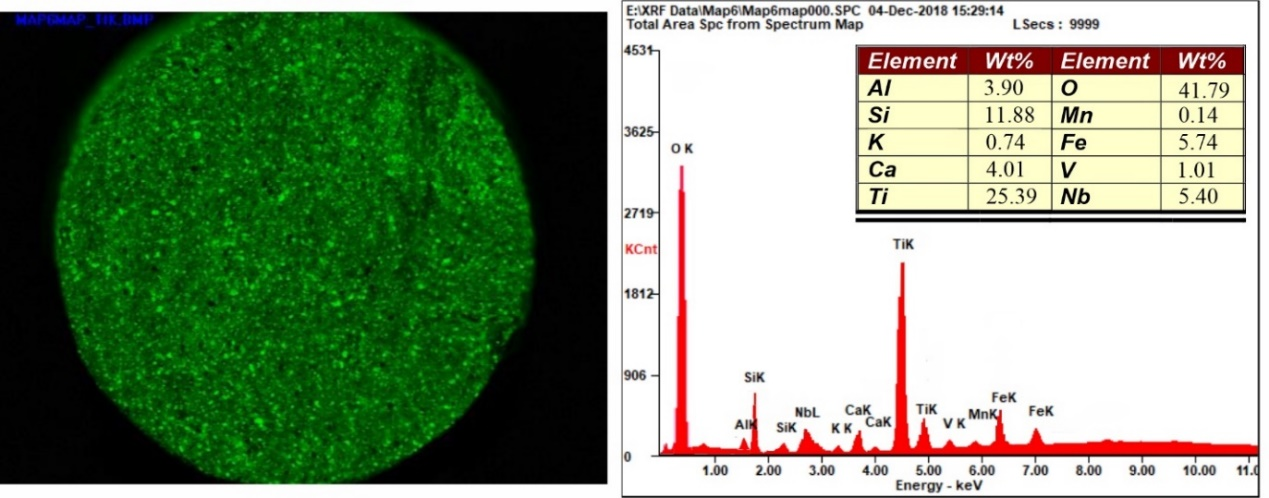 MAP6MAP_TIK.BMP
E:\XRF Data\Map6\Map6map000.SPC 04-Dec-2018 15:29:14
Total Area Spc from Spectrum Map LSecs : 9999
Element Wt% Element Wt%
Al 3.90 O 41.79
Si 11.88 Mn 0.14
K 0.74 Fe 5.74
Ca 4.01 V 1.01
Ti 25.39 Nb 5.40
4531
3625
2719
KCnt
1812
906
0
O K
AlK
SiK
SiK
NbL
K K
CaK
CaK
TiK
TiK
V K
MnK
FeK
FeK
1.00 2.00 3.00 4.00 5.00 6.00 7.00 8.00 9.00 10.00 11.0
Energy - keV